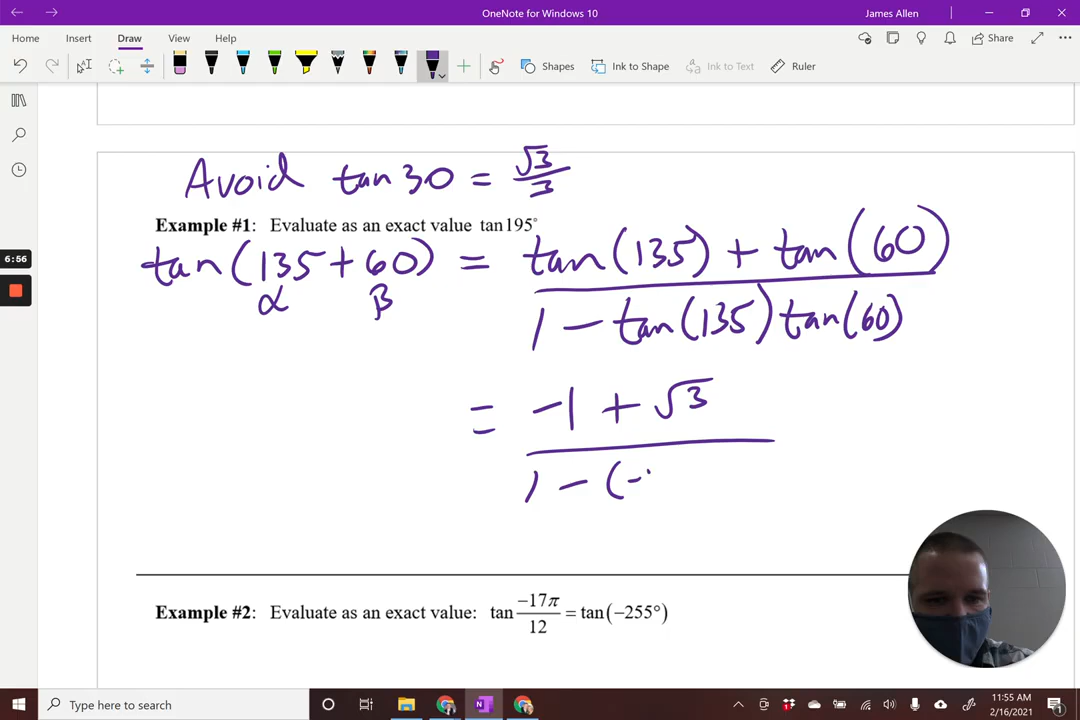 OneNote for Windows 10
James Allen
Home Insert Draw View Help
Share
Shapes Ink to Shape Ink to Text Ruler
Avoid tan 30 = √3/3
Example #1: Evaluate as an exact value tan195°
tan(135+60) = tan(135) + tan(60)
α β
1 - tan(135) tan(60)
6:56
= -1 + √3
1 - (-
Example #2: Evaluate as an exact value: tan -17π/12 = tan(-255°)
Type here to search
11:55 AM
2/16/2021
1